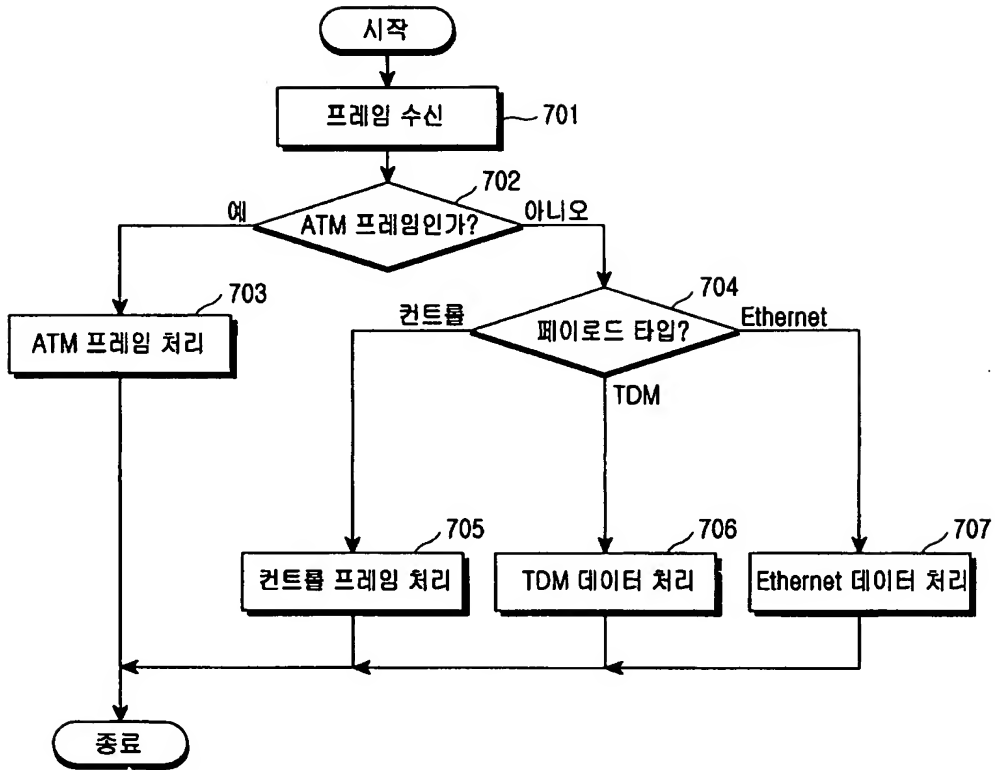 시작
프레임 수신
701
702
예
ATM 프레임인가?
아니오
703
ATM 프레임 처리
704
컨트롤
페이로드 타입?
Ethernet
TDM
705
컨트롤 프레임 처리
706
TDM 데이터 처리
707
Ethernet 데이터 처리
종료